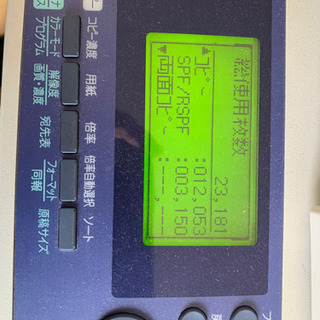 総使用枚数
23,181
▲コピー :012,053
SPF/RSPF :003,150
▼両面コピー :---,---
コピー濃度
用紙
倍率
倍率自動選択
ソート
カラーモード
プログラム
解像度
画質・濃度
宛先表
フォーマット
同報
原稿サイズ